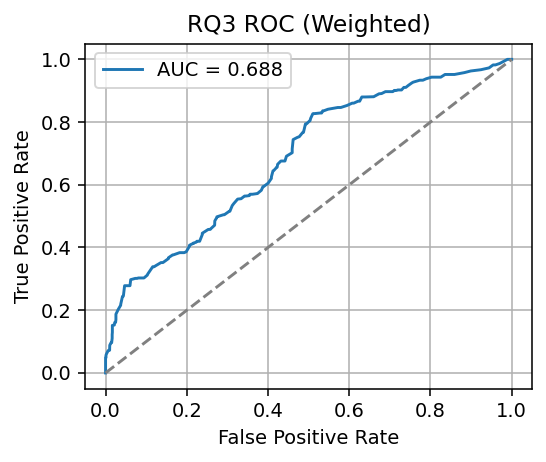 RQ3 ROC (Weighted)
AUC = 0.688
True Positive Rate
1.0
0.8
0.6
0.4
0.2
0.0
0.0 0.2 0.4 0.6 0.8 1.0
False Positive Rate